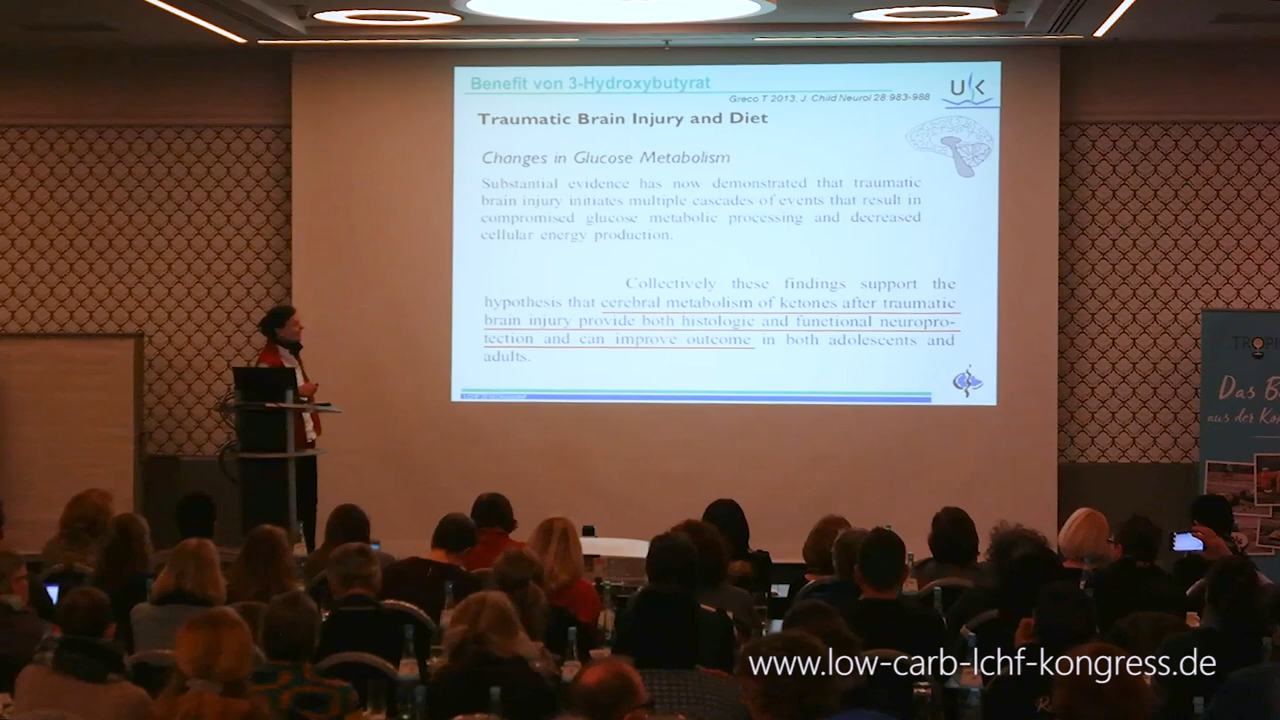 Benefit von 3-Hydroxybutyrat
Greco T 2013, J. Child Neurol 28:983-988
UK
Traumatic Brain Injury and Diet
Changes in Glucose Metabolism
Substantial evidence has now demonstrated that traumatic
brain injury initiates multiple cascades of events that result in
compromised glucose metabolic processing and decreased
cellular energy production.
Collectively these findings support the
hypothesis that cerebral metabolism of ketones after traumatic
brain injury provide both histologic and functional neuropro-
tection and can improve outcome in both adolescents and
adults.
Das
aus der
www.low-carb-lchf-kongress.de